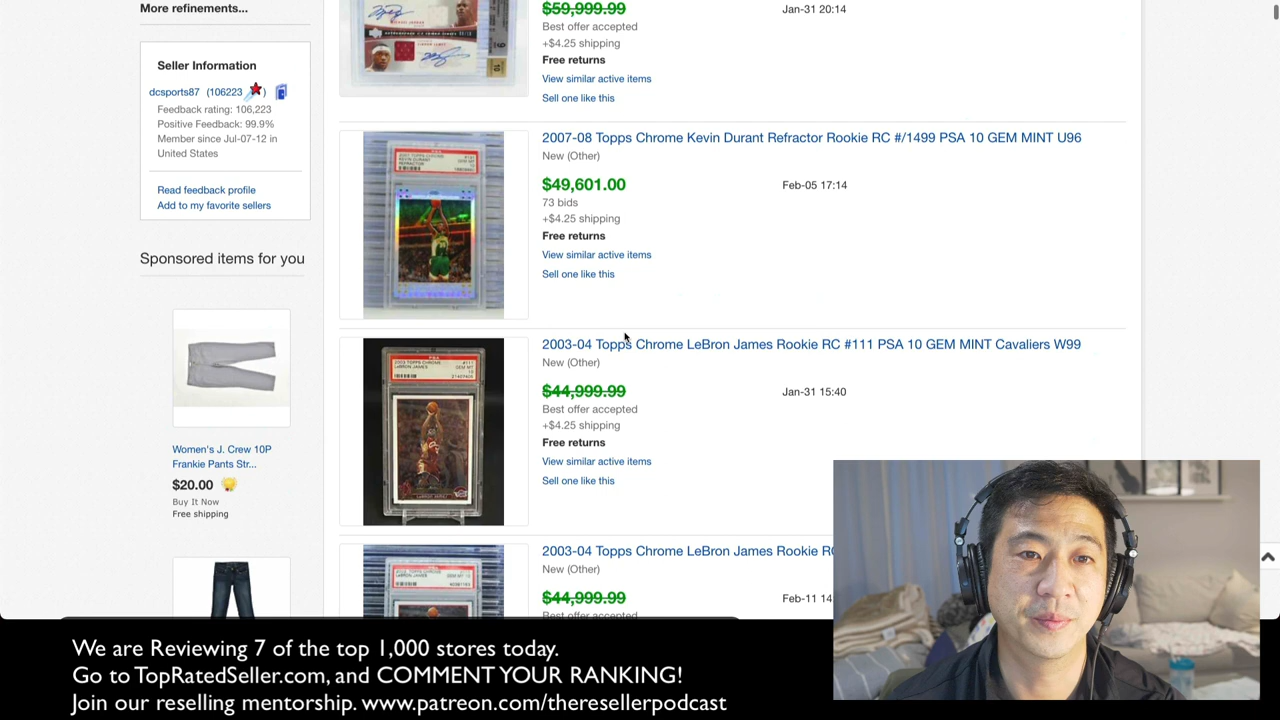 More refinements...
$59,999.99
Jan-31 20:14
Best offer accepted
+$4.25 shipping
Free returns
View similar active items
Sell one like this
Seller Information
dcsports87 (106223 )
Feedback rating: 106,223
Positive Feedback: 99.9%
Member since Jul-07-12 in
United States
Read feedback profile
Add to my favorite sellers
2007-08 Topps Chrome Kevin Durant Refractor Rookie RC #/1499 PSA 10 GEM MINT U96
New (Other)
$49,601.00
Feb-05 17:14
73 bids
+$4.25 shipping
Free returns
View similar active items
Sell one like this
Sponsored items for you
Women's J. Crew 10P
Frankie Pants Str...
$20.00
Buy It Now
Free shipping
2003-04 Topps Chrome LeBron James Rookie RC #111 PSA 10 GEM MINT Cavaliers W99
New (Other)
$44,999.99
Jan-31 15:40
Best offer accepted
+$4.25 shipping
Free returns
View similar active items
Sell one like this
2003-04 Topps Chrome LeBron James Rookie
New (Other)
$44,999.99
Feb-11 14
Best offer accepted
We are Reviewing 7 of the top 1,000 stores today.
Go to TopRatedSeller.com, and COMMENT YOUR RANKING!
Join our reselling mentorship. www.patreon.com/theresellerpodcast